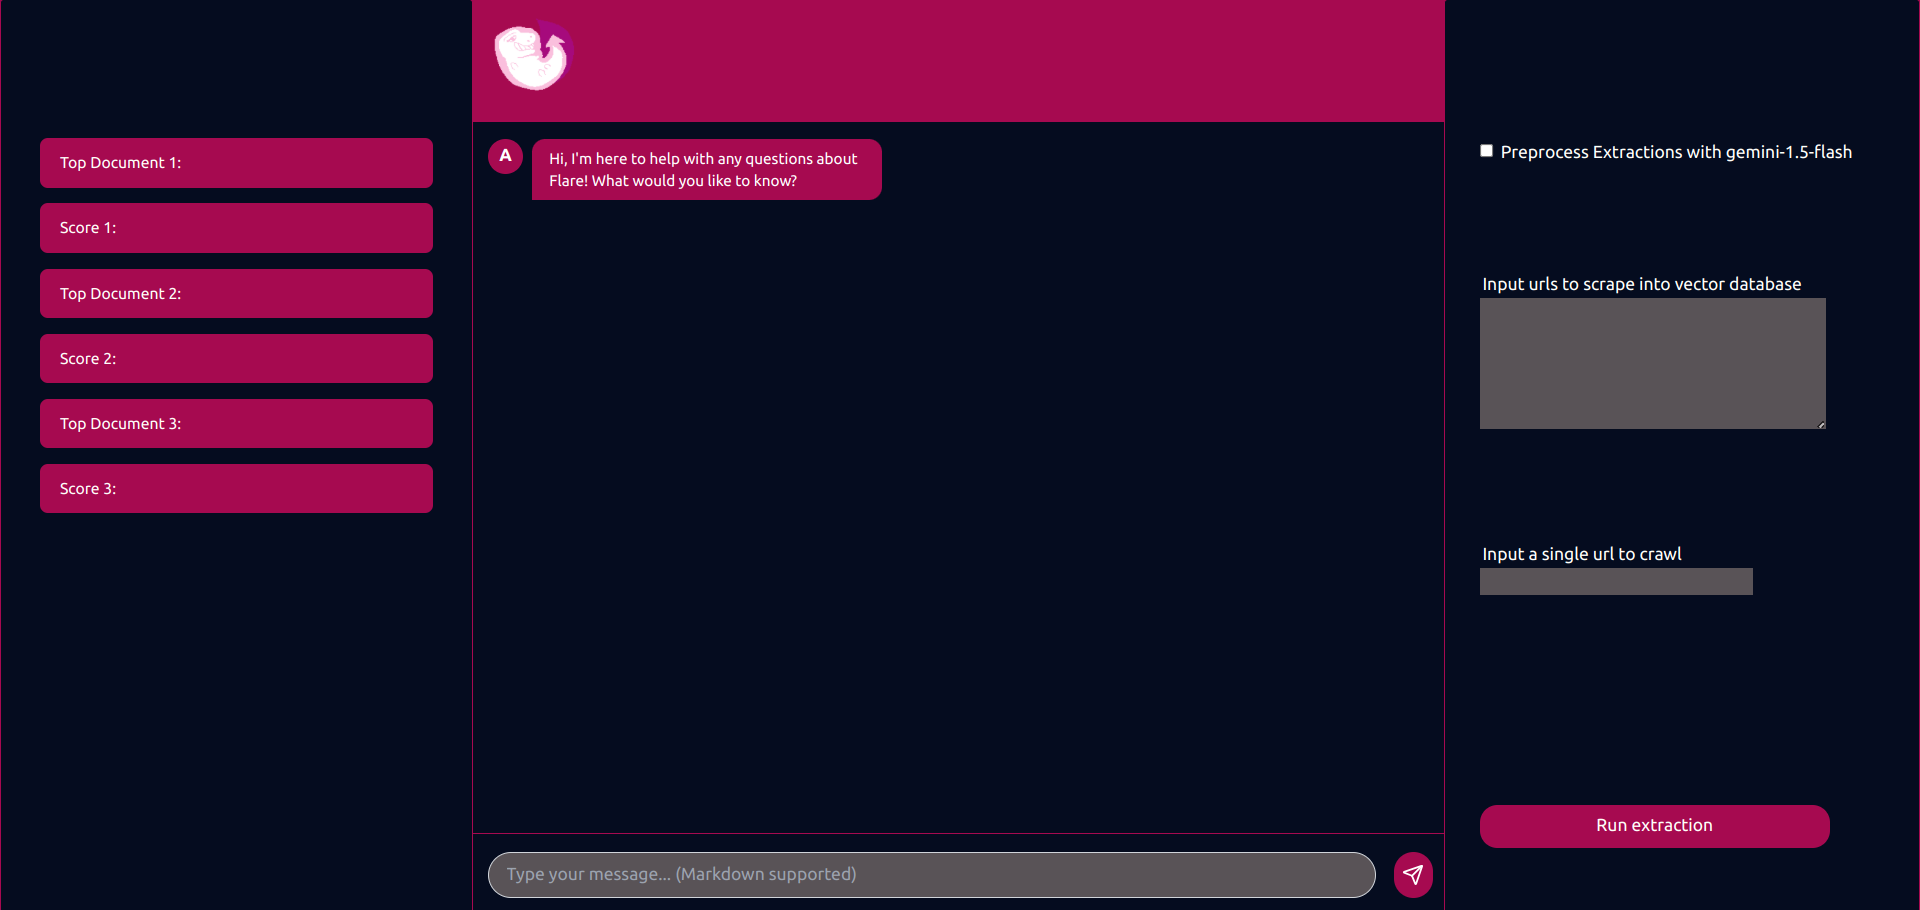 Top Document 1:
Score 1:
Top Document 2:
Score 2:
Top Document 3:
Score 3:
A
Hi, I'm here to help with any questions about
Flare! What would you like to know?
Type your message... (Markdown supported)
Preprocess Extractions with gemini-1.5-flash
Input urls to scrape into vector database
Input a single url to crawl
Run extraction